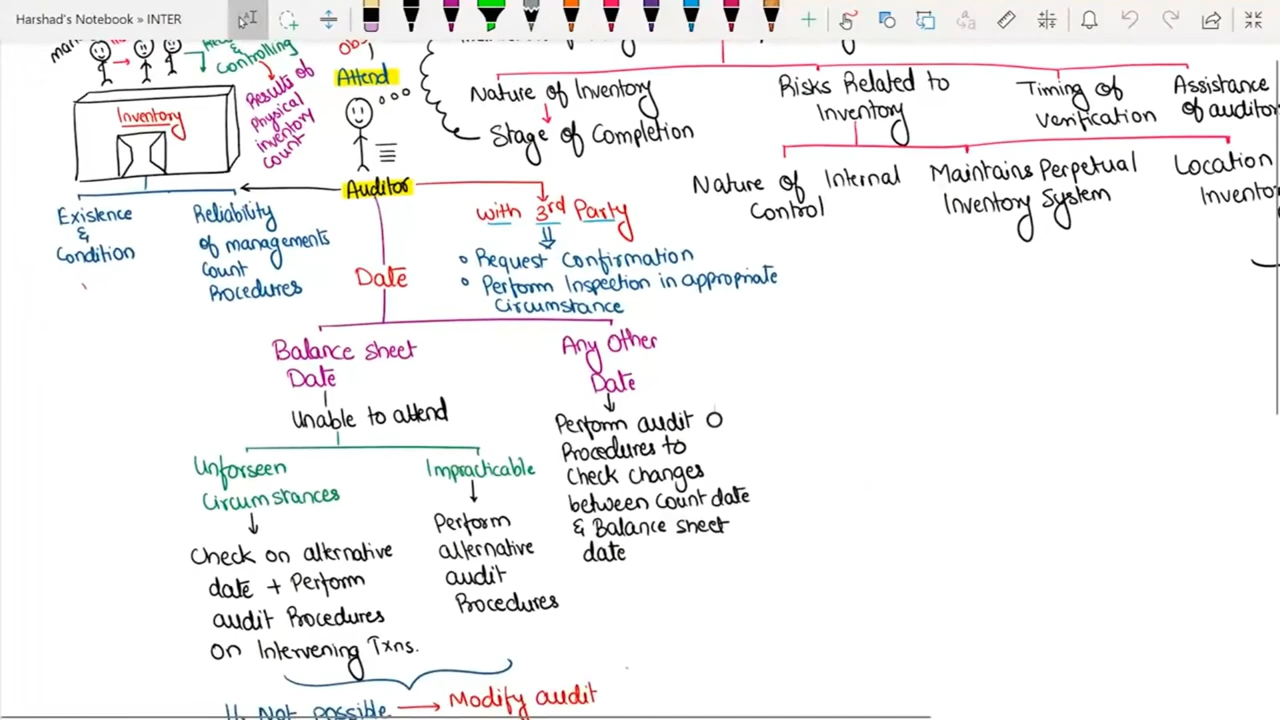 Harshad's Notebook » INTER
controlling
Inventory
Results of
Physical
inventory
count
Attend
Auditor
Existence
&
Condition
Reliability
of managements
count
Procedures
with 3rd Party
Request Confirmation
Perform Inspection in appropriate
Circumstance
Date
Balance sheet
Date
Unable to attend
Unforseen
Circumstances
Check on alternative
date + Perform
audit Procedures
on Intervening Txns.
Impracticable
Perform
alternative
audit
Procedures
Not possible → Modify audit
Any Other
Date
Perform audit
Procedures to
Check changes
between count date
& Balance sheet
date
Nature of Inventory
Stage of Completion
Risks Related to
Inventory
Timing of
verification
Assistance
of auditor
Nature of Internal
Control
Maintains Perpetual
Inventory System
Location
Invento